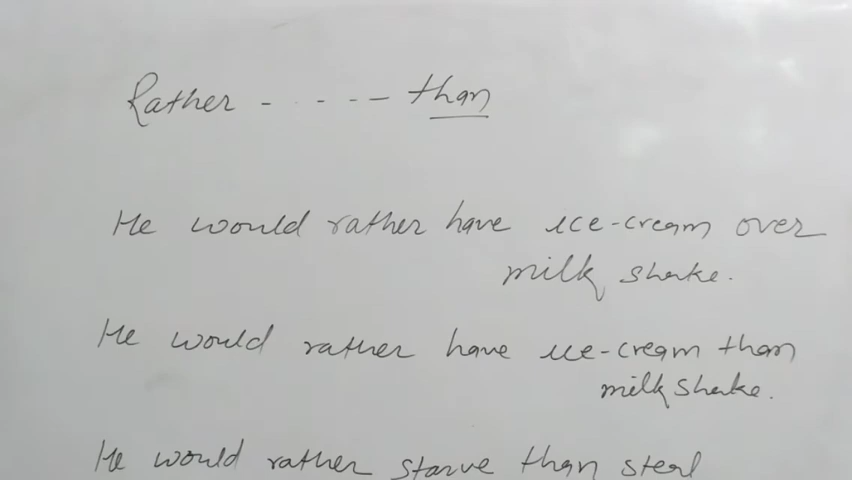 Rather - - - - - than
He would rather have ice-cream over
milk shake.
He would rather have ice-cream than
milk shake.
He would rather starve than steal